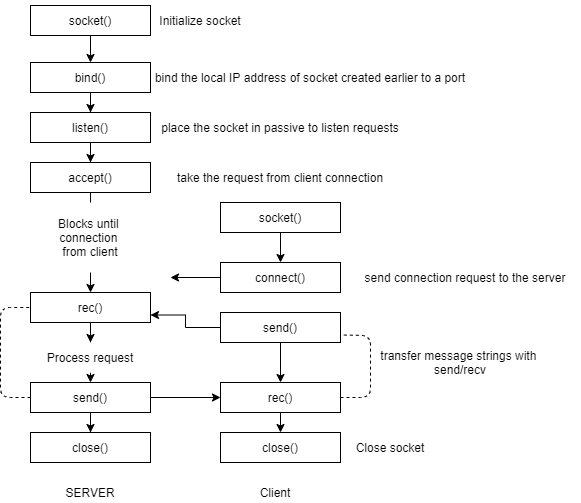 socket()
Initialize socket
bind()
bind the local IP address of socket created earlier to a port
listen()
place the socket in passive to listen requests
accept()
take the request from client connection
Blocks until
connection
from client
socket()
connect()
send connection request to the server
rec()
send()
Process request
transfer message strings with
send/recv
send()
rec()
close()
close()
Close socket
SERVER
Client